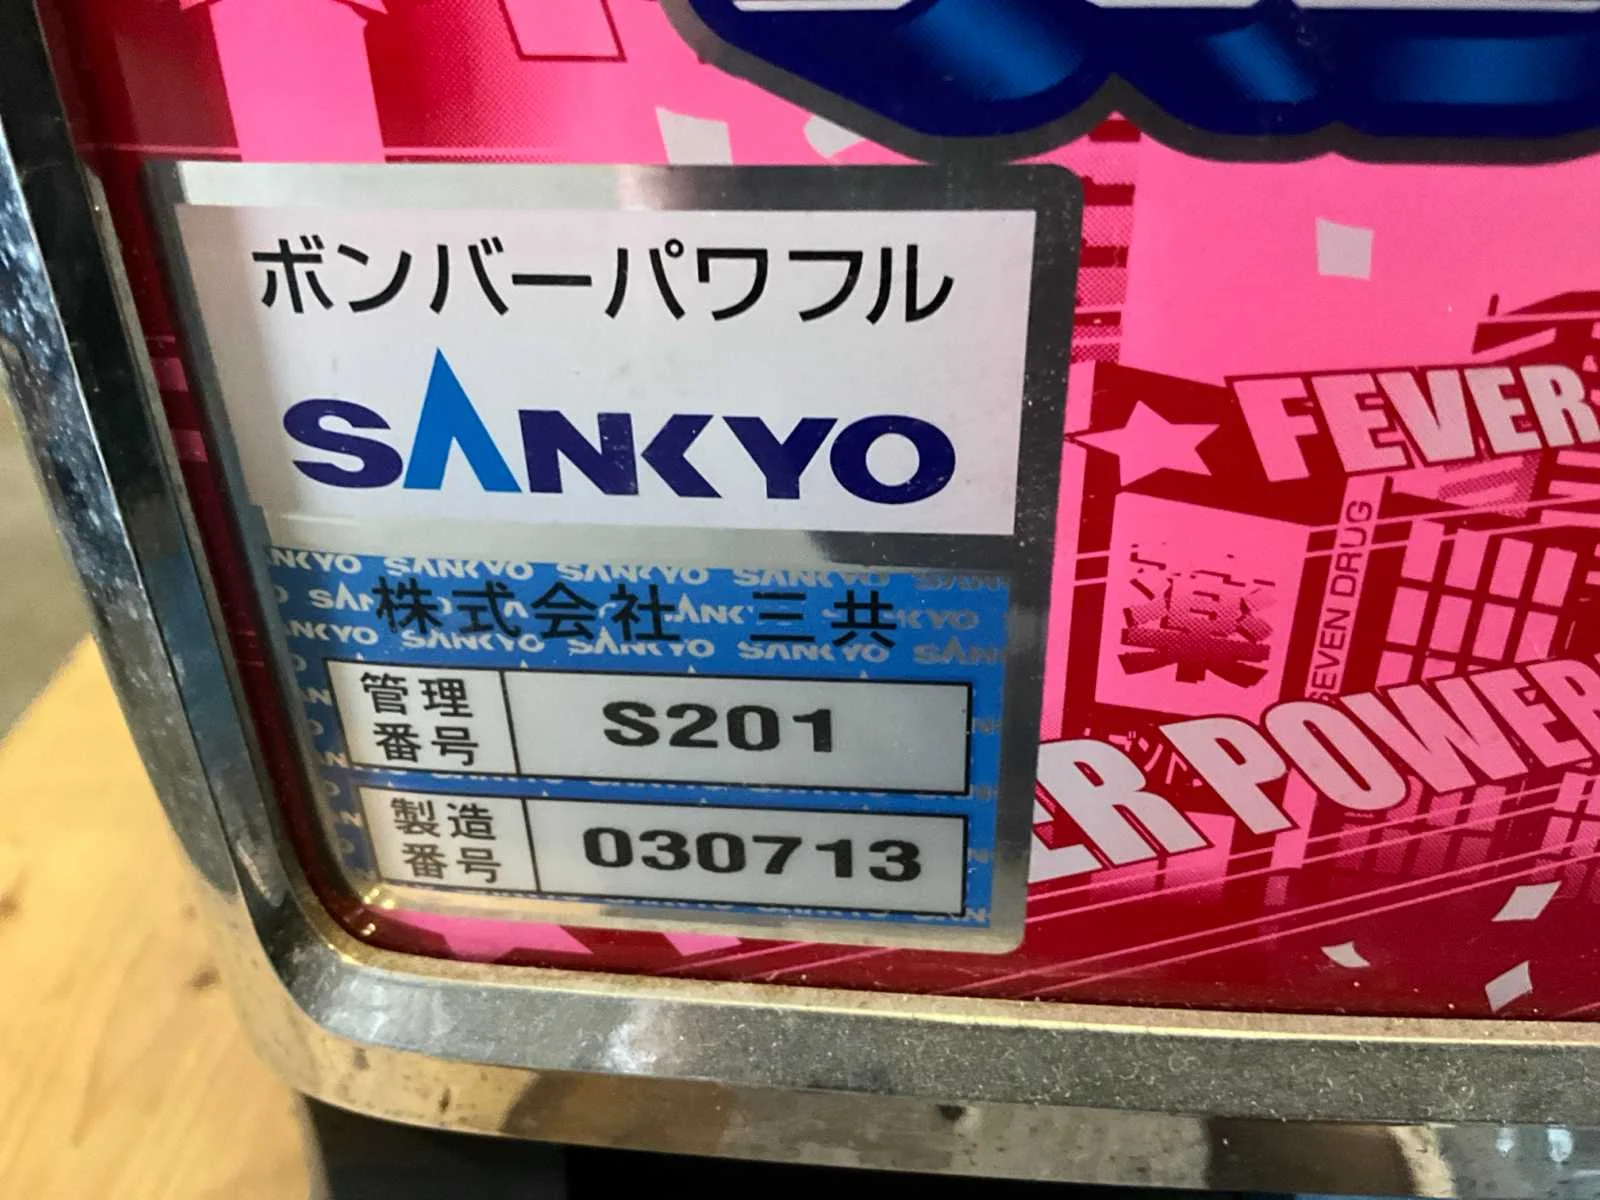 ボンバーパワフル
SANKYO
株式会社 三共
管理番号 S201
製造番号 030713
FEVER
薬
SEVEN DRUG
ER POWER